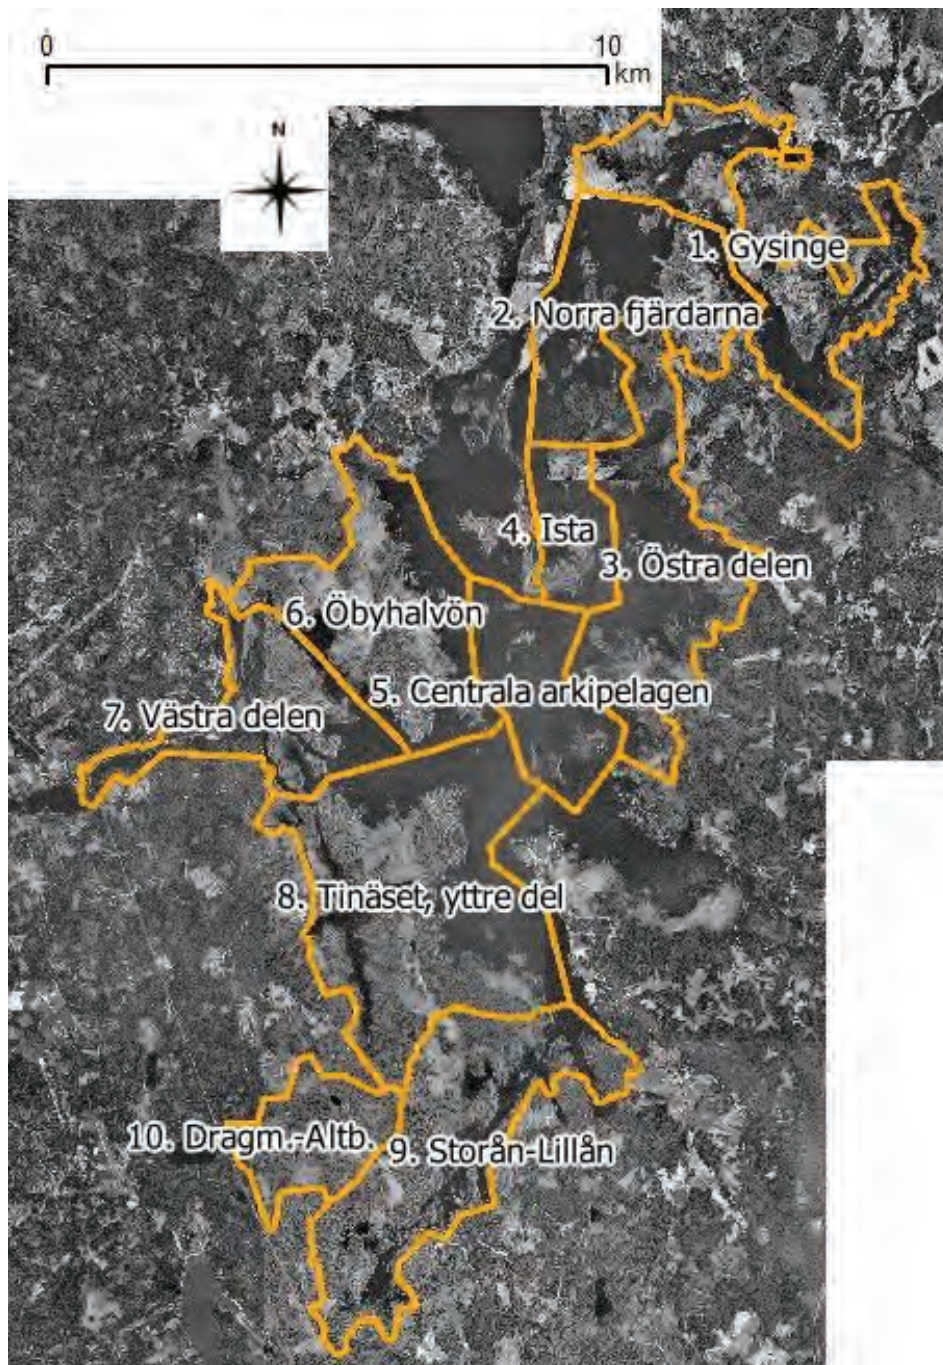 0 10
km
N
1. Gysinge
2. Norra fjärdarna
4. Ista
3. Östra delen
6. Öbyhalvön
5. Centrala arkipelagen
7. Västra delen
8. Tinäset, yttre del
10. Dragm.-Altb.
9. Storån-Lillån